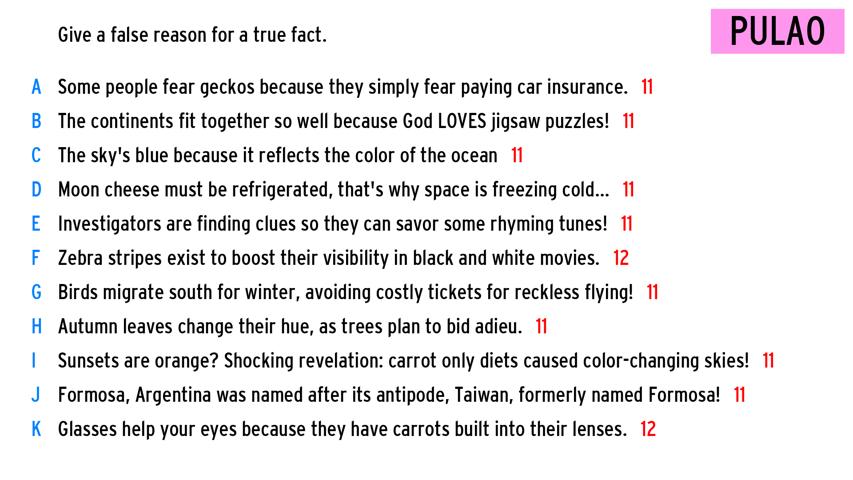 Give a false reason for a true fact.
PULAO
A Some people fear geckos because they simply fear paying car insurance. 11
B The continents fit together so well because God LOVES jigsaw puzzles! 11
C The sky's blue because it reflects the color of the ocean 11
D Moon cheese must be refrigerated, that's why space is freezing cold... 11
E Investigators are finding clues so they can savor some rhyming tunes! 11
F Zebra stripes exist to boost their visibility in black and white movies. 12
G Birds migrate south for winter, avoiding costly tickets for reckless flying! 11
H Autumn leaves change their hue, as trees plan to bid adieu. 11
I Sunsets are orange? Shocking revelation: carrot only diets caused color-changing skies! 11
J Formosa, Argentina was named after its antipode, Taiwan, formerly named Formosa! 11
K Glasses help your eyes because they have carrots built into their lenses. 12